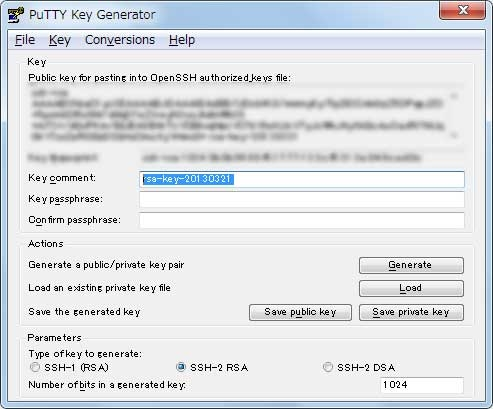 PuTTY Key Generator
File Key Conversions Help
Key
Public key for pasting into OpenSSH authorized_keys file:
Key comment: rsa-key-20130321
Key passphrase:
Confirm passphrase:
Actions
Generate a public/private key pair Generate
Load an existing private key file Load
Save the generated key Save public key Save private key
Parameters
Type of key to generate:
SSH-1 (RSA) SSH-2 RSA SSH-2 DSA
Number of bits in a generated key: 1024